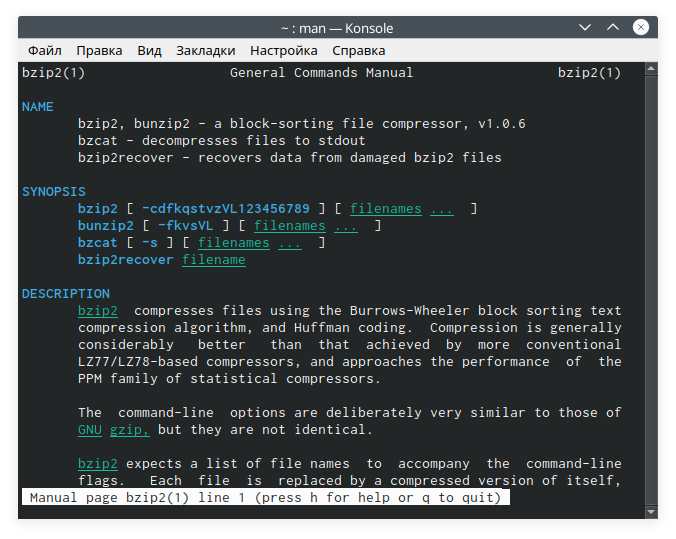 ~ : man — Konsole
Файл Правка Вид Закладки Настройка Справка
bzip2(1) General Commands Manual bzip2(1)
NAME
bzip2, bunzip2 - a block-sorting file compressor, v1.0.6
bzcat - decompresses files to stdout
bzip2recover - recovers data from damaged bzip2 files
SYNOPSIS
bzip2 [ -cdfkqstvzVL123456789 ] [ filenames ... ]
bunzip2 [ -fkvsVL ] [ filenames ... ]
bzcat [ -s ] [ filenames ... ]
bzip2recover filename
DESCRIPTION
bzip2 compresses files using the Burrows-Wheeler block sorting text
compression algorithm, and Huffman coding. Compression is generally
considerably better than that achieved by more conventional
LZ77/LZ78-based compressors, and approaches the performance of the
PPM family of statistical compressors.
The command-line options are deliberately very similar to those of
GNU gzip, but they are not identical.
bzip2 expects a list of file names to accompany the command-line
flags. Each file is replaced by a compressed version of itself,
Manual page bzip2(1) line 1 (press h for help or q to quit)